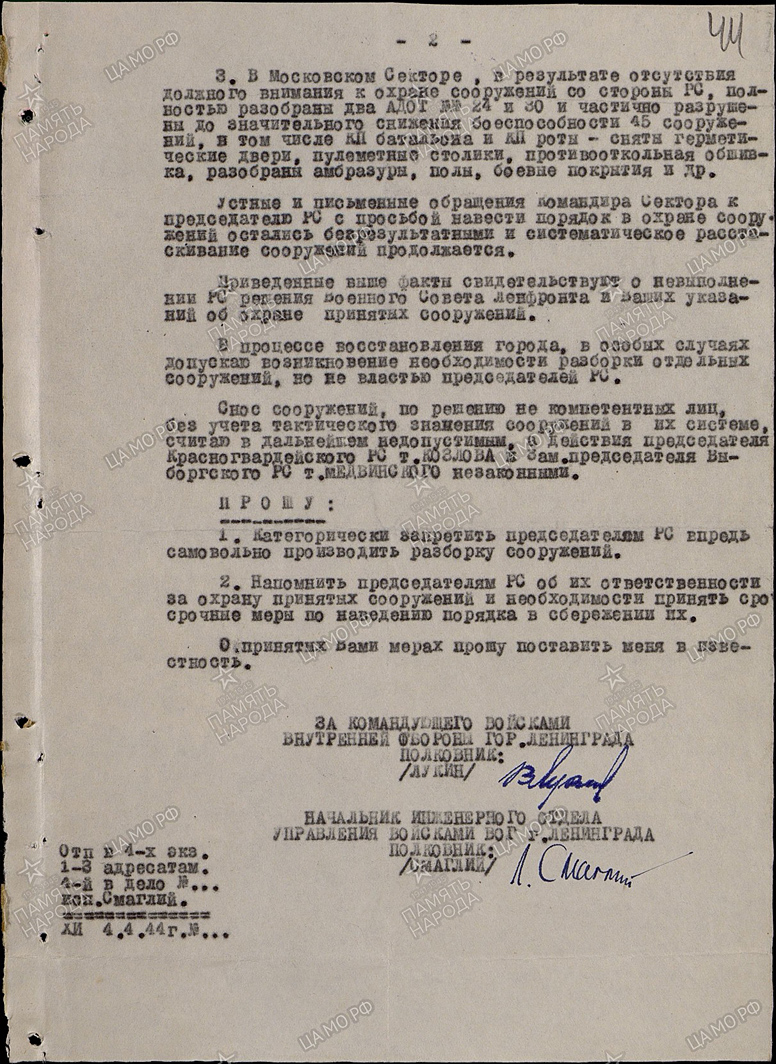 44
- 2 -
3. В Московском Секторе , в результате отсутствия
должного внимания к охране сооружений со стороны РС, пол-
ностью разобраны два АДОТ №№ 24 и 30 и частично разруше-
ны до значительного снижения боеспособности 45 сооруже-
ний, в том числе КП батальона и КП роты - сняты гермети-
ческие двери, пулеметные столики, противооткольная обшив-
ка, разобраны амбразуры, полы, боевые покрытия и др.
Устные и письменные обращения Командира Сектора к
председателю РС с просьбой навести порядок в охране соору-
жений остались безрезультатными и систематическое расста-
скивание сооружений продолжается.
Приведенные выше факты свидетельствуют о невыполне-
нии РС решения Военного Совета Ленфронта и Ваших указа-
ний об охране принятых сооружений.
В процессе восстановления города, в особых случаях
допускаю возникновение необходимости разборки отдельных
сооружений, но не властью председателей РС.
Снос сооружений, по решению не компетентных лиц,
без учета тактического значения сооружений в их системе,
считаю в дальнейшем недопустимым, а действия председателя
Красногвардейского РС т.КОЗЛОВА и Зам.председателя Вы-
боргского РС т.МЕДВИНСКОГО незаконными.
П Р О Ш У :
1. Категорически запретить председателям РС впредь
самовольно производить разборку сооружений.
2. Напомнить председателям РС об их ответственности
за охрану принятых сооружений и необходимости принять сро
срочные меры по наведению порядка в сбережении их.
О принятых Вами мерах прошу поставить меня в изве-
стность.
ЗА КОМАНДУЮЩЕГО ВОЙСКАМИ
ВНУТРЕННЕЙ ОБОРОНЫ ГОР.ЛЕНИНГРАДА
ПОЛКОВНИК:
/ЛУКИН/
НАЧАЛЬНИК ИНЖЕНЕРНОГО ОТДЕЛА
УПРАВЛЕНИЯ ВОЙСКАМИ ВОГ Г.ЛЕНИНГРАДА
ПОЛКОВНИК:
/СМАГЛИЙ/ Л. Смаглий
Отп в 4-х экз.
1-3 адресатам.
4-й в дело №...
исп.Смаглий.
ХИ 4.4.44г.№...
ЦАМО.РФ
ПАМЯТЬ НАРОДА